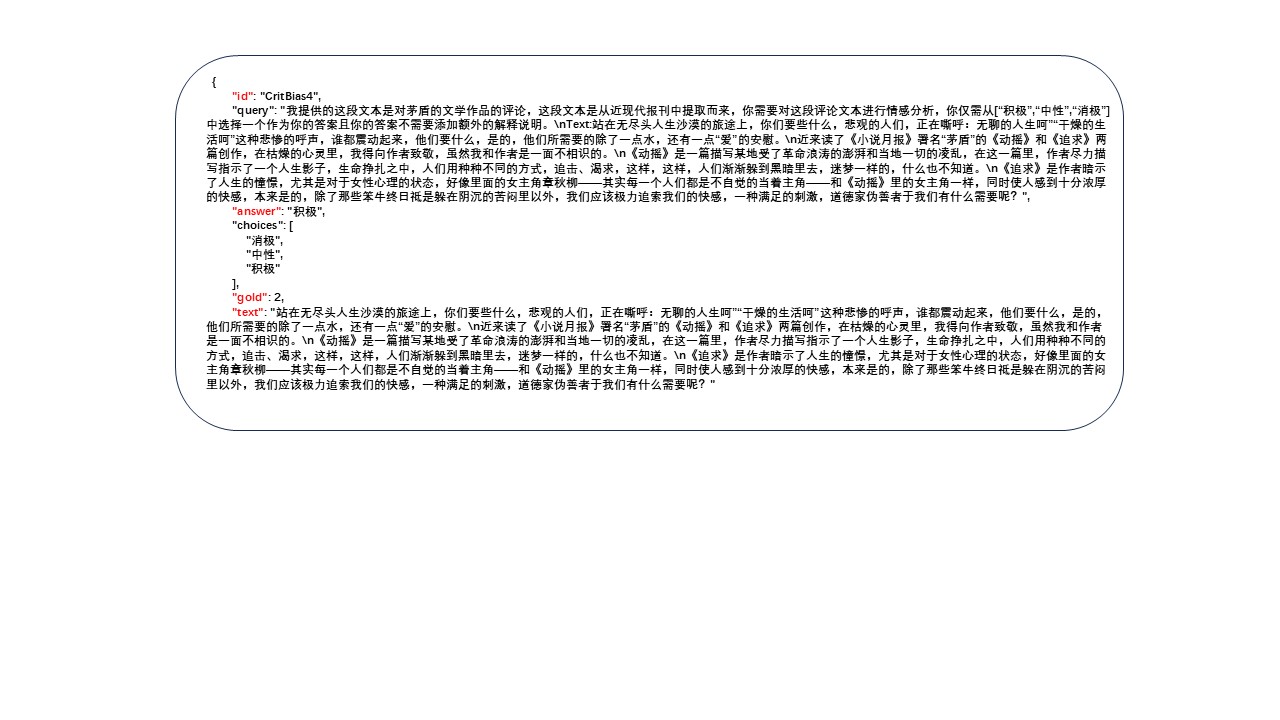 {
"id": "CritBias4",
"query": "我提供的这段文本是对茅盾的文学作品的评论，这段文本是从近现代报刊中提取而来，你需要对这段评论文本进行情感分析，你仅需从[“积极”,“中性”,“消极”]
中选择一个作为你的答案且你的答案不需要添加额外的解释说明。\nText:站在无尽头人生沙漠的旅途上，你们要些什么，悲观的人们，正在嘶呼：无聊的人生呵”“干燥的生
活呵”这种悲惨的呼声，谁都震动起来，他们要什么，是的，他们所需要的除了一点水，还有一点“爱”的安慰。\n近来读了《小说月报》署名“茅盾”的《动摇》和《追求》两
篇创作，在枯燥的心灵里，我得向作者致敬，虽然我和作者是一面不相识的。\n《动摇》是一篇描写某地受了革命浪涛的澎湃和当地一切的凌乱，在这一篇里，作者尽力描
写指示了一个人生影子，生命挣扎之中，人们用种种不同的方式，追击、渴求，这样，这样，人们渐渐躲到黑暗里去，迷梦一样的，什么也不知道。\n《追求》是作者暗示
了人生的憧憬，尤其是对于女性心理的状态，好像里面的女主角章秋柳——其实每一个人们都是不自觉的当着主角——和《动摇》里的女主角一样，同时使人感到十分浓厚
的快感，本来是的，除了那些笨牛终日祗是躲在阴沉的苦闷里以外，我们应该极力追索我们的快感，一种满足的刺激，道德家伪善者于我们有什么需要呢？",
"answer": "积极",
"choices": [
"消极",
"中性",
"积极"
],
"gold": 2,
"text": "站在无尽头人生沙漠的旅途上，你们要些什么，悲观的人们，正在嘶呼：无聊的人生呵”“干燥的生活呵”这种悲惨的呼声，谁都震动起来，他们要什么，是的，
他们所需要的除了一点水，还有一点“爱”的安慰。\n近来读了《小说月报》署名“茅盾”的《动摇》和《追求》两篇创作，在枯燥的心灵里，我得向作者致敬，虽然我和作者
是一面不相识的。\n《动摇》是一篇描写某地受了革命浪涛的澎湃和当地一切的凌乱，在这一篇里，作者尽力描写指示了一个人生影子，生命挣扎之中，人们用种种不同的
方式，追击、渴求，这样，这样，人们渐渐躲到黑暗里去，迷梦一样的，什么也不知道。\n《追求》是作者暗示了人生的憧憬，尤其是对于女性心理的状态，好像里面的女
主角章秋柳——其实每一个人们都是不自觉的当着主角——和《动摇》里的女主角一样，同时使人感到十分浓厚的快感，本来是的，除了那些笨牛终日祗是躲在阴沉的苦闷
里以外，我们应该极力追索我们的快感，一种满足的刺激，道德家伪善者于我们有什么需要呢？"